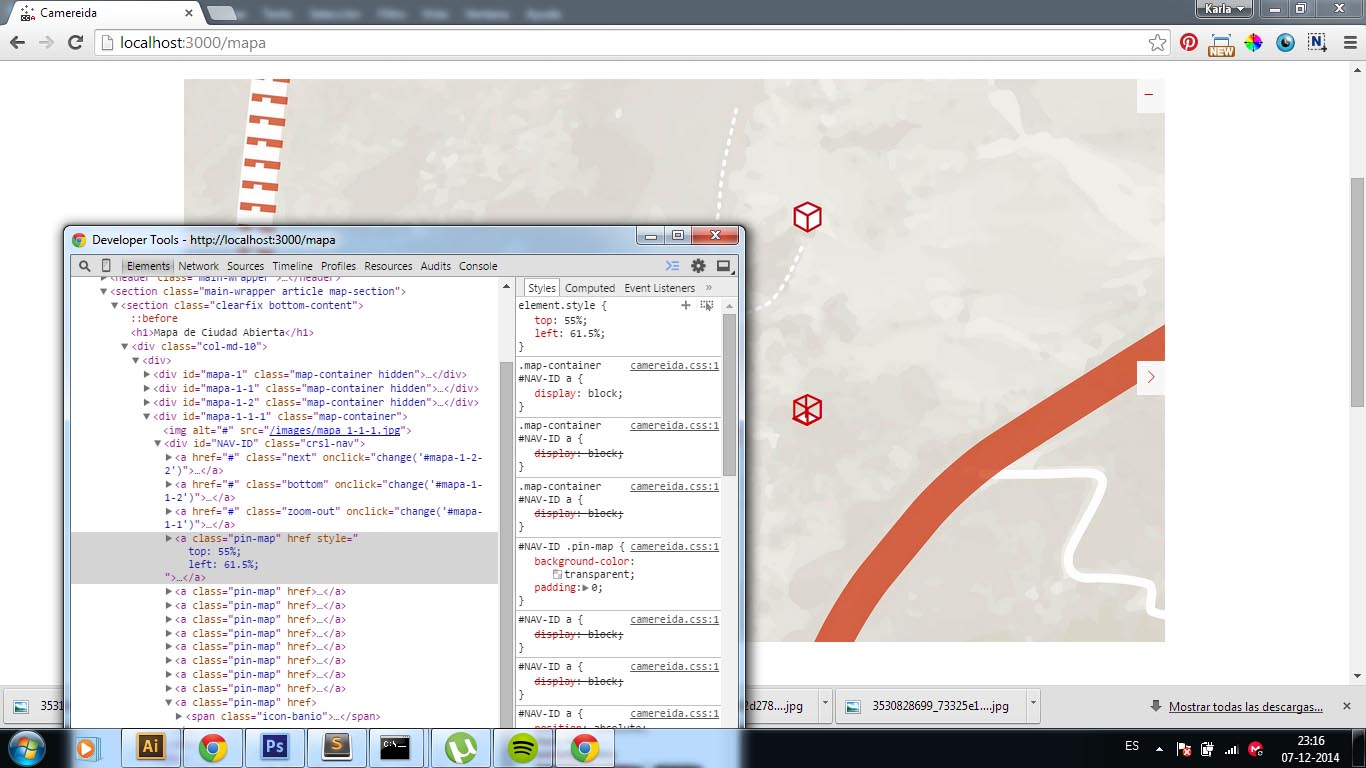 Camereida
Karla
localhost:3000/mapa
NEW
Developer Tools - http://localhost:3000/mapa
Elements Network Sources Timeline Profiles Resources Audits Console
<header class="main-wrapper">…</header>
<section class="main-wrapper article map-section">
<section class="clearfix bottom-content">
::before
<h1>Mapa de Ciudad Abierta</h1>
<div class="col-md-10">
<div>
<div id="mapa-1" class="map-container hidden">…</div>
<div id="mapa-1-1" class="map-container hidden">…</div>
<div id="mapa-1-2" class="map-container hidden">…</div>
<div id="mapa-1-1-1" class="map-container">
<img alt="#" src="/images/mapa 1-1-1.jpg">
<div id="NAV-ID" class="crsl-nav">
<a href="#" class="next" onclick="change('#mapa-1-2-
2')">…</a>
<a href="#" class="bottom" onclick="change('#mapa-1-
1-2')">…</a>
<a href="#" class="zoom-out" onclick="change('#mapa-
1-1')">…</a>
<a class="pin-map" href style="
top: 55%;
left: 61.5%;
">…</a>
<a class="pin-map" href>…</a>
<a class="pin-map" href>…</a>
<a class="pin-map" href>…</a>
<a class="pin-map" href>…</a>
<a class="pin-map" href>…</a>
<a class="pin-map" href>…</a>
<a class="pin-map" href>…</a>
<a class="pin-map" href>…</a>
<a class="pin-map" href>
<span class="icon-banio">…</span>
Styles Computed Event Listeners »
element.style {
top: 55%;
left: 61.5%;
}
.map-container camereida.css:1
#NAV-ID a {
display: block;
}
.map-container camereida.css:1
#NAV-ID a {
display: block;
}
.map-container camereida.css:1
#NAV-ID a {
display: block;
}
#NAV-ID .pin-map { camereida.css:1
background-color:
transparent;
padding: 0;
}
#NAV-ID a { camereida.css:1
display: block;
}
#NAV-ID a { camereida.css:1
display: block;
}
#NAV-ID a { camereida.css:1
position: absolute;
2d278....jpg
3530828699_73325e1....jpg
Mostrar todas las descargas...
Ai
Ps
S
C:\
ES
23:16
07-12-2014